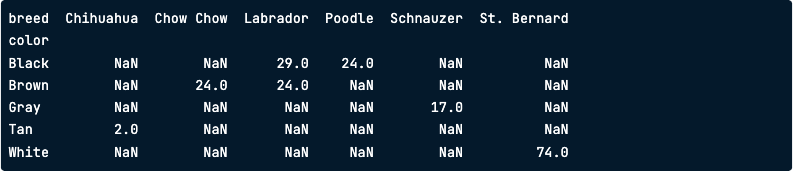 breed  Chihuahua  Chow Chow  Labrador  Poodle  Schnauzer  St. Bernard
color
Black        NaN        NaN      29.0    24.0        NaN          NaN
Brown        NaN       24.0      24.0     NaN        NaN          NaN
Gray         NaN        NaN       NaN     NaN       17.0          NaN
Tan          2.0        NaN       NaN     NaN        NaN          NaN
White        NaN        NaN       NaN     NaN        NaN         74.0